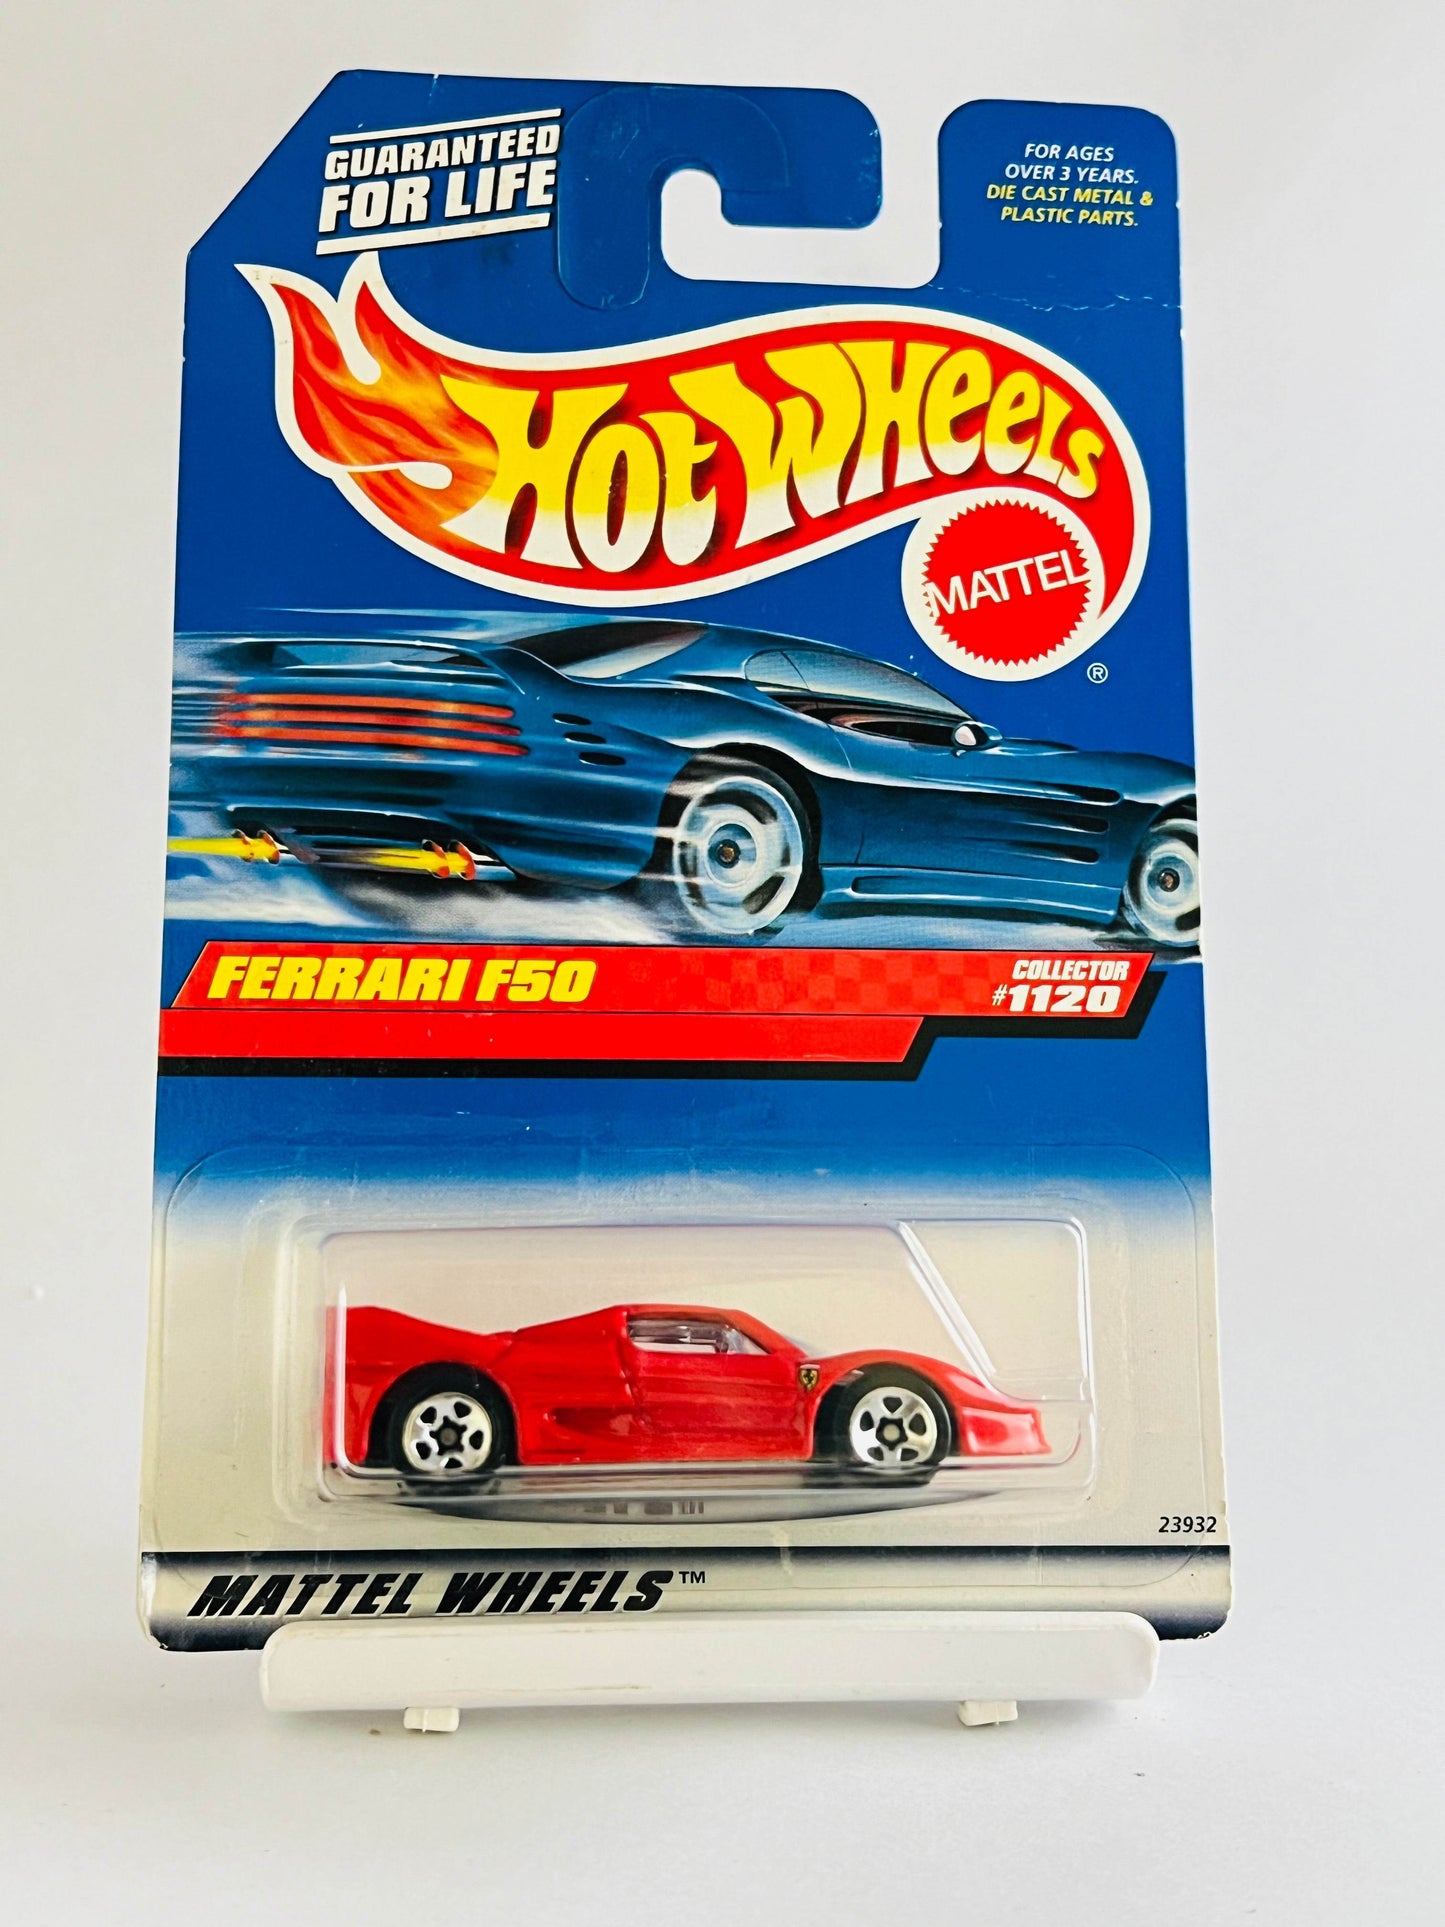 GUARANTEED
FOR LIFE
FOR AGES
OVER 3 YEARS.
DIE CAST METAL &
PLASTIC PARTS.
HOT WHEELS
MATTEL
®
FERRARI F50
COLLECTOR
#1120
23932
MATTEL WHEELS™